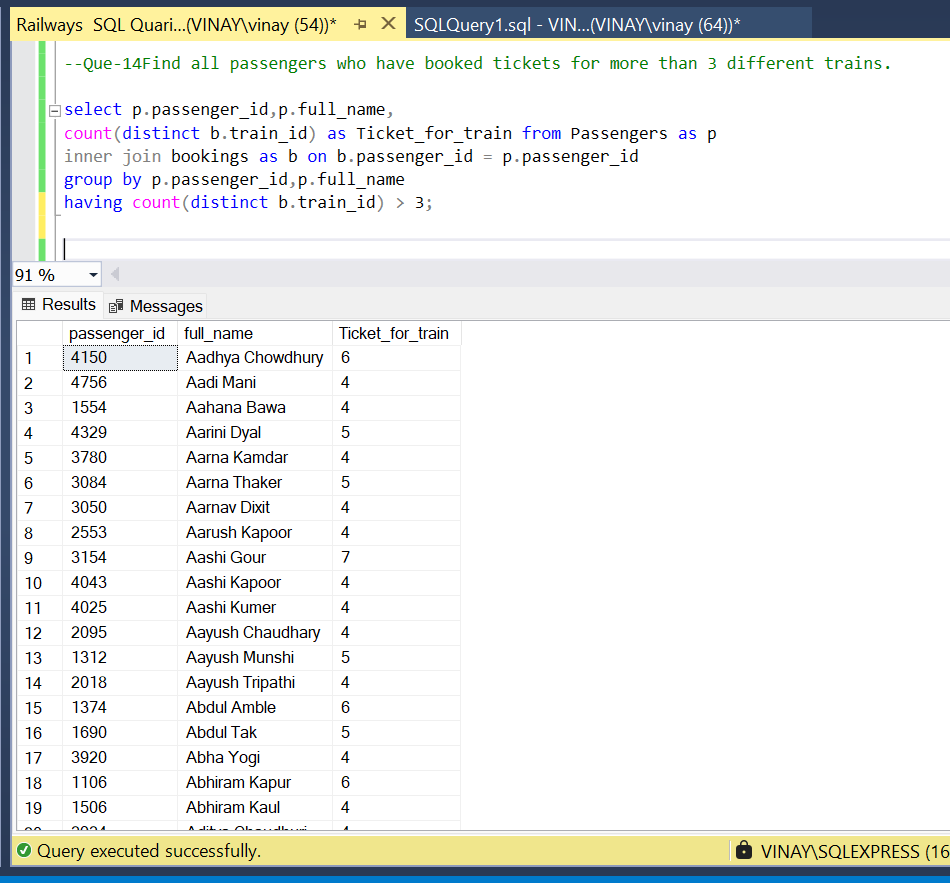 Railways SQL Quari...(VINAY\vinay (54))* SQLQuery1.sql - VIN...(VINAY\vinay (64))*
--Que-14Find all passengers who have booked tickets for more than 3 different trains.
select p.passenger_id,p.full_name,
count(distinct b.train_id) as Ticket_for_train from Passengers as p
inner join bookings as b on b.passenger_id = p.passenger_id
group by p.passenger_id,p.full_name
having count(distinct b.train_id) > 3;
91 %
Results Messages
passenger_id full_name Ticket_for_train
1 4150 Aadhya Chowdhury 6
2 4756 Aadi Mani 4
3 1554 Aahana Bawa 4
4 4329 Aarini Dyal 5
5 3780 Aarna Kamdar 4
6 3084 Aarna Thaker 5
7 3050 Aarnav Dixit 4
8 2553 Aarush Kapoor 4
9 3154 Aashi Gour 7
10 4043 Aashi Kapoor 4
11 4025 Aashi Kumer 4
12 2095 Aayush Chaudhary 4
13 1312 Aayush Munshi 5
14 2018 Aayush Tripathi 4
15 1374 Abdul Amble 6
16 1690 Abdul Tak 5
17 3920 Abha Yogi 4
18 1106 Abhiram Kapur 6
19 1506 Abhiram Kaul 4
Query executed successfully. VINAY\SQLEXPRESS (16